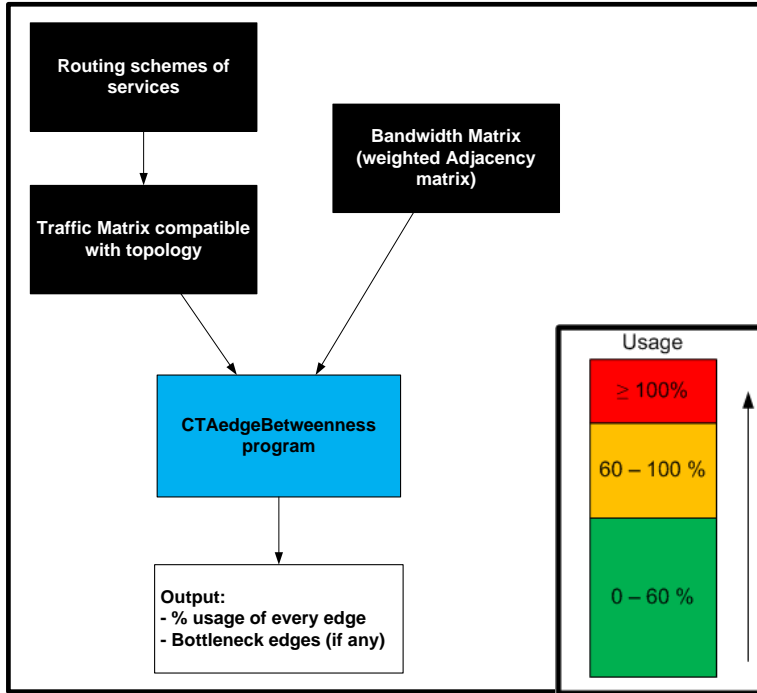 Routing schemes of
services
Bandwidth Matrix
(weighted Adjacency
matrix)
Traffic Matrix compatible
with topology
CTAedgeBetweenness
program
Output:
- % usage of every edge
- Bottleneck edges (if any)
Usage
≥ 100%
60 – 100 %
0 – 60 %